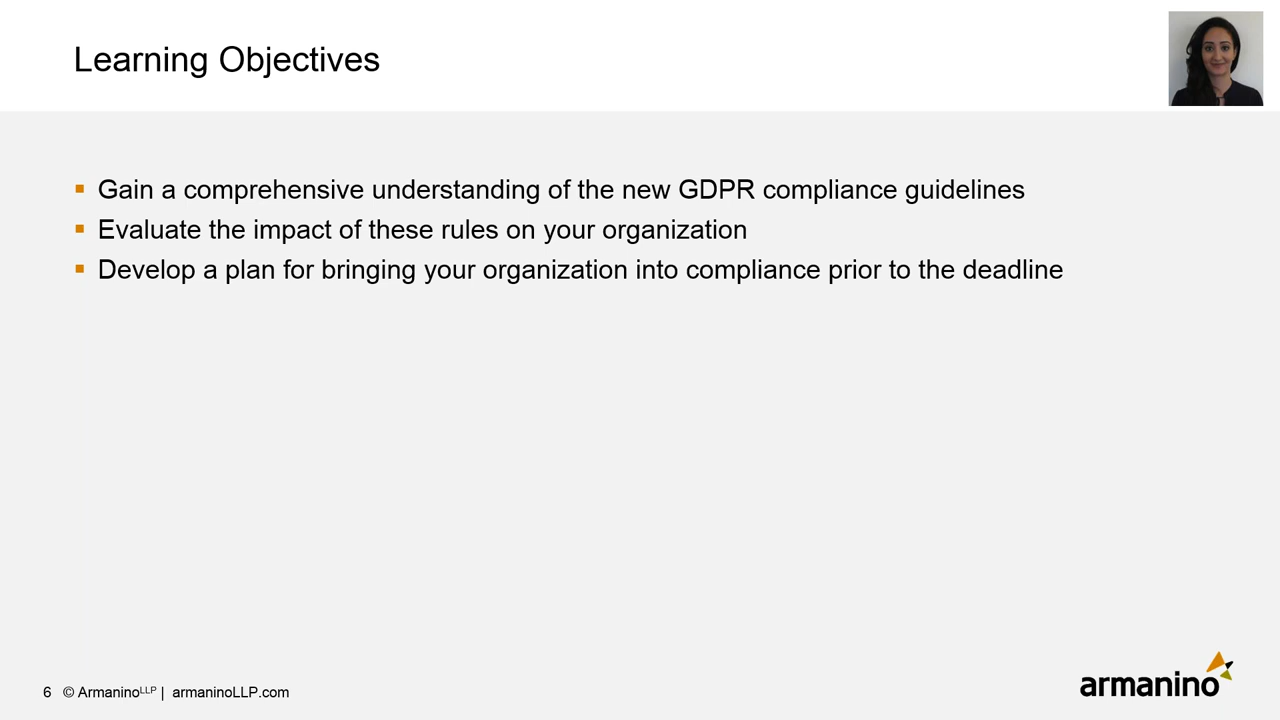 Learning Objectives
▪ Gain a comprehensive understanding of the new GDPR compliance guidelines
▪ Evaluate the impact of these rules on your organization
▪ Develop a plan for bringing your organization into compliance prior to the deadline
6 © ArmaninoLLP | armaninoLLP.com
armanino